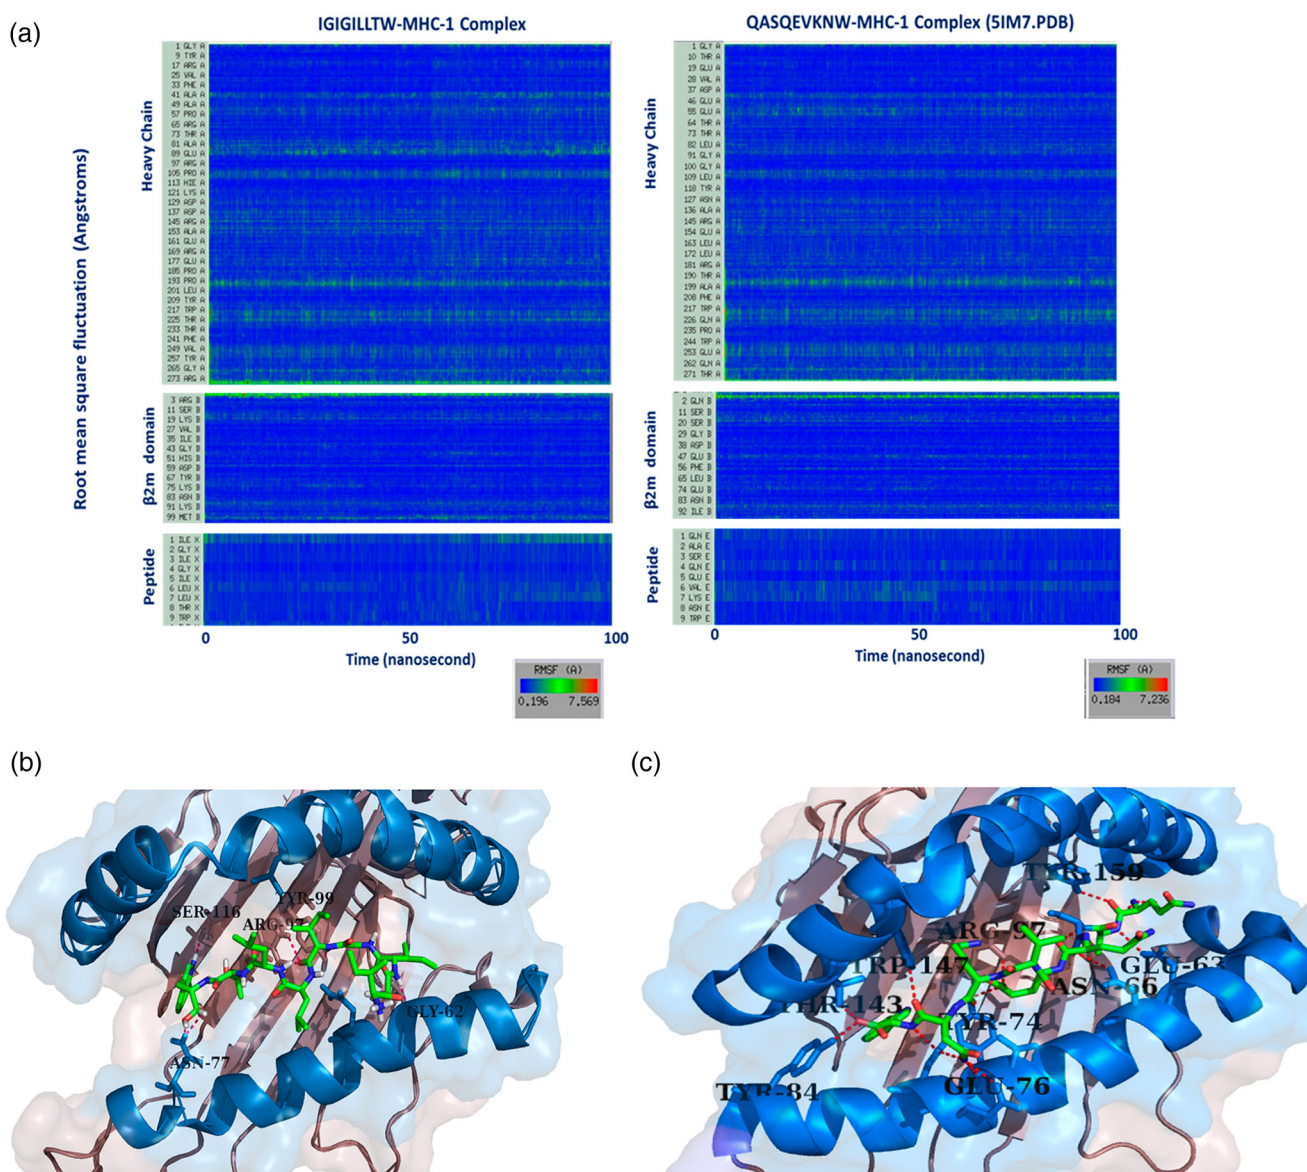 (a)
IGIGILLTW-MHC-1 Complex
QASQEVKNW-MHC-1 Complex (5IM7.PDB)
Root mean square fluctuation (Angstroms)
Heavy Chain
1 GLY A
9 TYR A
17 ARG A
25 VAL A
33 PHE A
41 ALA A
49 ALA A
57 PRO A
65 ARG A
73 THR A
81 ALA A
89 GLU A
97 ARG A
105 PRO A
113 HIE A
121 LYS A
129 ASP A
137 ASP A
145 ARG A
153 ALA A
161 GLU A
169 ARG A
177 GLU A
185 PRO A
193 PRO A
201 LEU A
209 TYR A
217 TRP A
225 THR A
233 THR A
241 PHE A
249 VAL A
257 TYR A
265 GLY A
273 ARG A
β2m domain
3 ARG B
11 SER B
19 LYS B
27 VAL B
35 ILE B
43 GLY B
51 HIS B
59 ASP B
67 TYR B
75 LYS B
83 ASN B
91 LYS B
99 MET B
Peptide
1 ILE X
2 GLY X
3 ILE X
4 GLY X
5 ILE X
6 LEU X
7 LEU X
8 THR X
9 TRP X
0
50
100
Time (nanosecond)
RMSF (A)
0.196 7.569
Heavy Chain
1 GLY A
10 THR A
19 GLU A
28 VAL A
37 ASP A
46 GLU A
55 GLU A
64 THR A
73 THR A
82 LEU A
91 GLY A
100 GLY A
109 LEU A
118 TYR A
127 ASN A
136 ALA A
145 ARG A
154 GLU A
163 LEU A
172 LEU A
181 ARG A
190 THR A
199 ALA A
208 PHE A
217 TRP A
226 GLN A
235 PRO A
244 TRP A
253 GLU A
262 GLN A
271 THR A
β2m domain
2 GLN B
11 SER B
20 SER B
29 GLY B
38 ASP B
47 GLU B
56 PHE B
65 LEU B
74 GLU B
83 ASN B
92 ILE B
Peptide
1 GLN E
2 ALA E
3 SER E
4 GLN E
5 GLU E
6 VAL E
7 LYS E
8 ASN E
9 TRP E
0
50
100
Time (nanosecond)
RMSF (A)
0.184 7.236
(b)
TYR-99
SER-116
ARG-97
GLY-62
ASN-77
(c)
TYR-159
ARG-97
TRP-147
GLU-63
ASN-66
THR-143
TYR-74
TYR-84
GLU-76